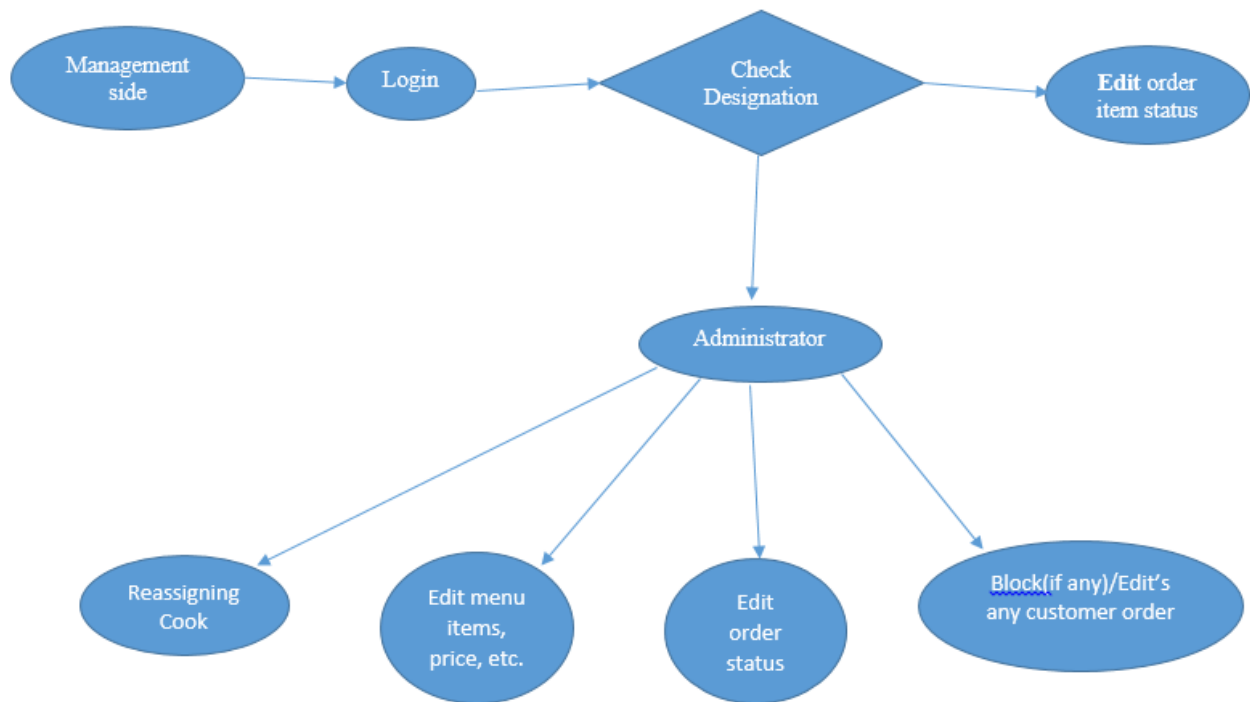 Management
side
Login
Check
Designation
Edit order
item status
Administrator
Reassigning
Cook
Edit menu
items,
price, etc.
Edit
order
status
Block(if any)/Edit's
any customer order